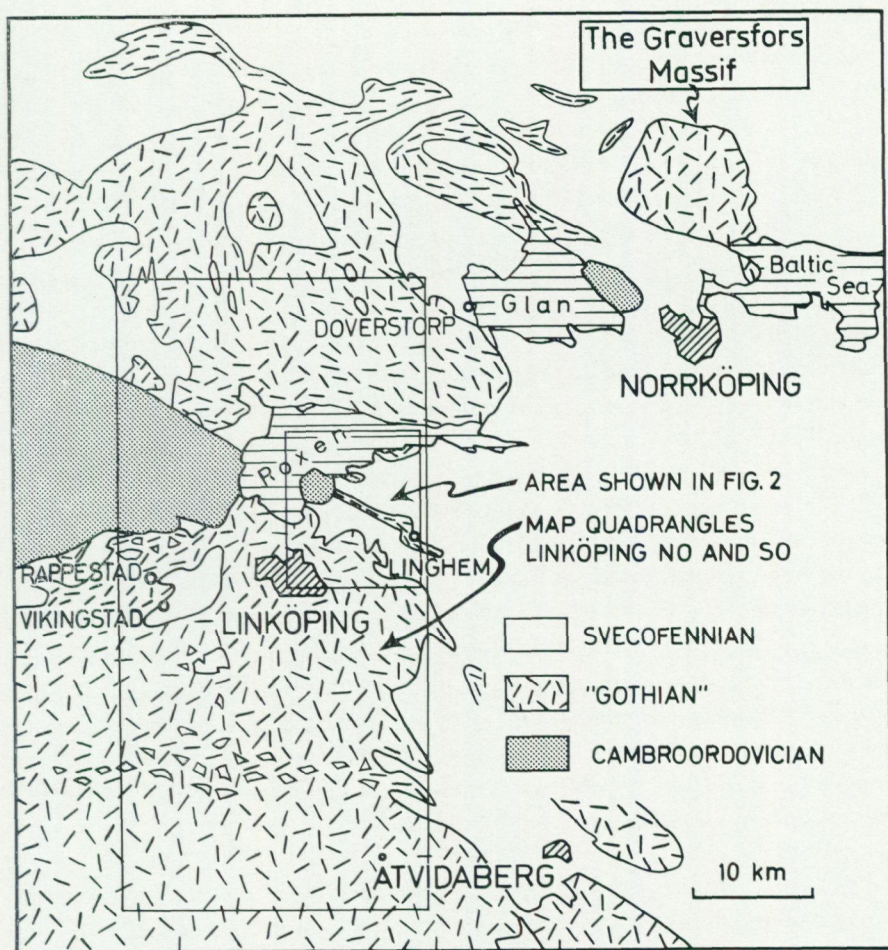 The Graversfors
Massif
Baltic
Sea
Glan
DOVERSTORP
NORRKÖPING
Roxen
AREA SHOWN IN FIG. 2
MAP QUADRANGLES
LINKÖPING NO AND SO
RAPPESTAD
LINGHEM
VIKINGSTAD
LINKÖPING
SVECOFENNIAN
"GOTHIAN"
CAMBROORDOVICIAN
ÅTVIDABERG
10 km